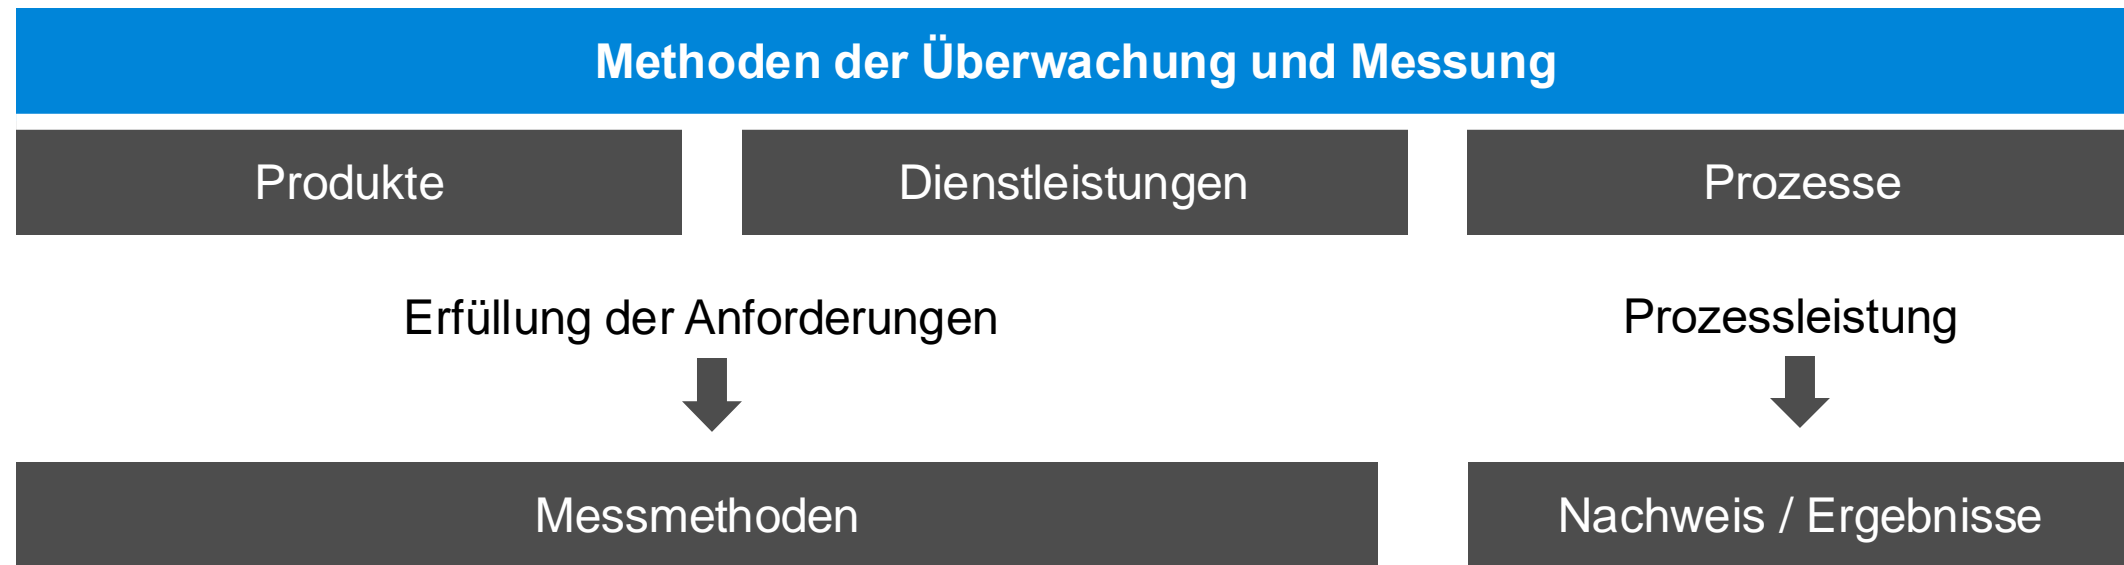 Methoden der Überwachung und Messung
Produkte
Dienstleistungen
Prozesse
Erfüllung der Anforderungen
Prozessleistung
Messmethoden
Nachweis / Ergebnisse